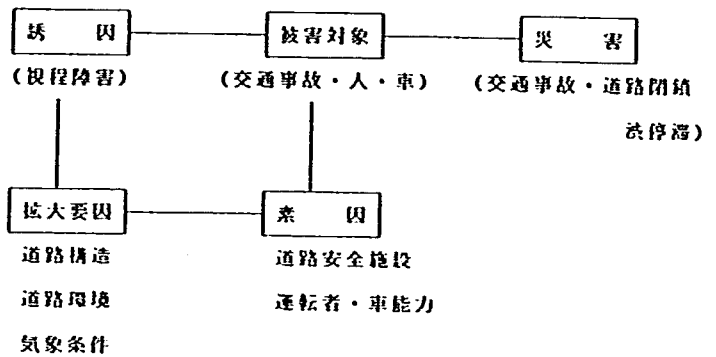 誘因 被害対象 災害
(視程障害) (交通事故・人・車) (交通事故・道路閉鎖
渋停滞)
拡大要因 素因
道路構造 道路安全施設
道路環境 運転者・車能力
気象条件